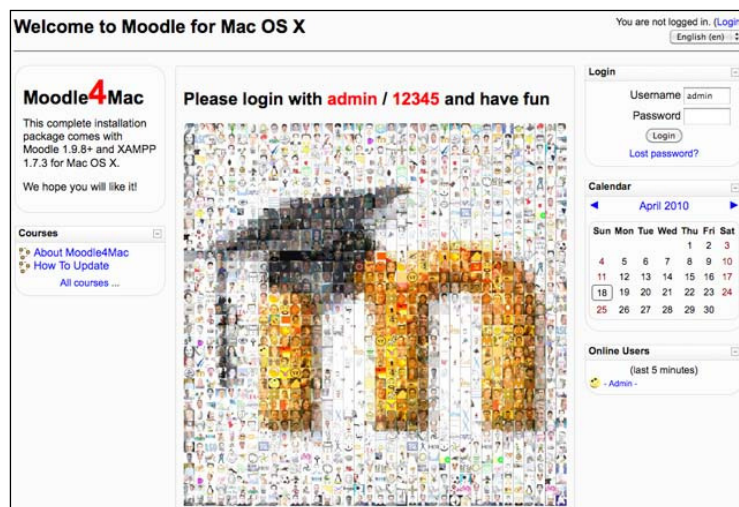 Welcome to Moodle for Mac OS X
You are not logged in. (Login
English (en)
Moodle4Mac
This complete installation
package comes with
Moodle 1.9.8+ and XAMPP
1.7.3 for Mac OS X.
We hope you will like it!
Courses
About Moodle4Mac
How To Update
All courses ...
Please login with admin / 12345 and have fun
Login
Username admin
Password
Login
Lost password?
Calendar
◄ April 2010 ►
Sun Mon Tue Wed Thu Fri Sat
1 2 3
4 5 6 7 8 9 10
11 12 13 14 15 16 17
18 19 20 21 22 23 24
25 26 27 28 29 30
Online Users
(last 5 minutes)
- Admin -